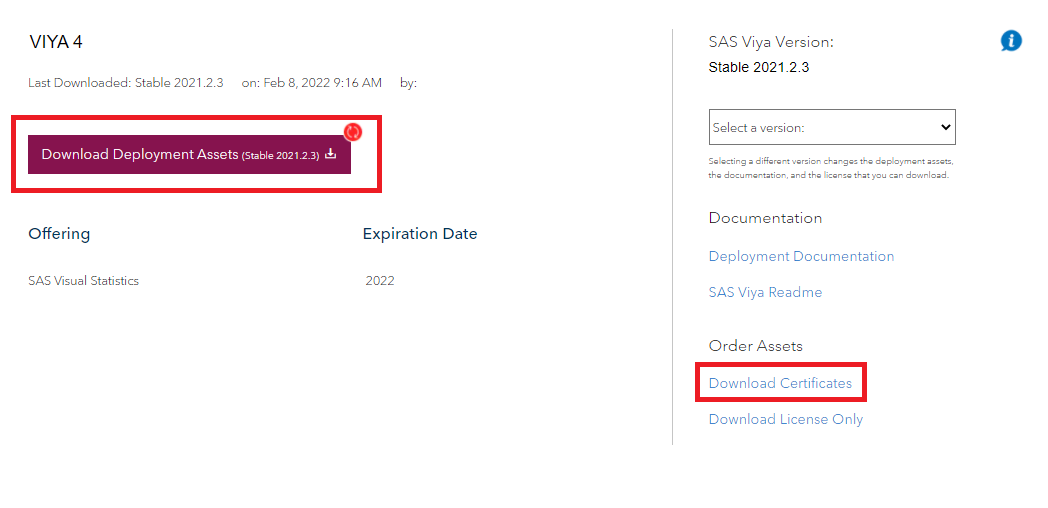 VIYA 4
Last Downloaded: Stable 2021.2.3 on: Feb 8, 2022 9:16 AM by:
Download Deployment Assets (Stable 2021.2.3)
Offering Expiration Date
SAS Visual Statistics 2022
SAS Viya Version:
i
Stable 2021.2.3
Select a version:
Selecting a different version changes the deployment assets,
the documentation, and the license that you can download.
Documentation
Deployment Documentation
SAS Viya Readme
Order Assets
Download Certificates
Download License Only